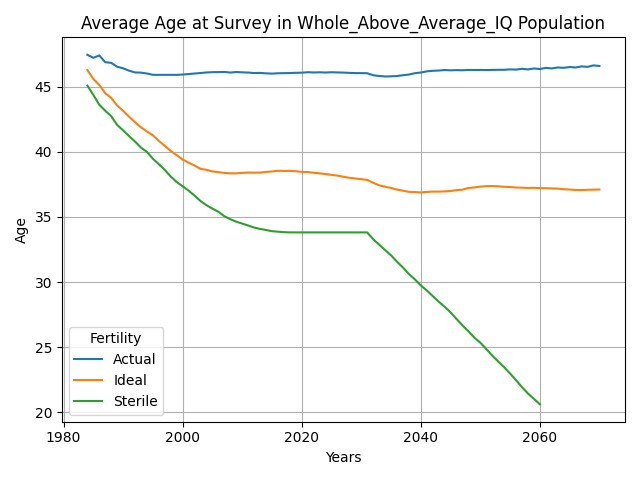 Average Age at Survey in Whole_Above_Average_IQ Population
45
40
35
30
25
20
Age
Fertility
Actual
Ideal
Sterile
1980 2000 2020 2040 2060
Years